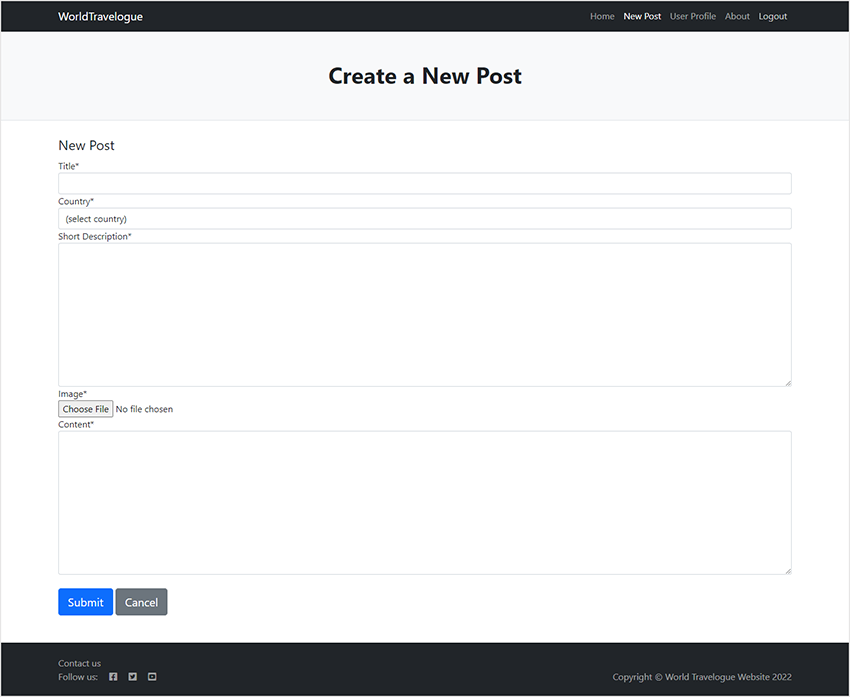 WorldTravelogue
Home New Post User Profile About Logout
Create a New Post
New Post
Title*
Country*
(select country)
Short Description*
Image*
Choose File No file chosen
Content*
Submit Cancel
Contact us
Follow us:
Copyright © World Travelogue Website 2022